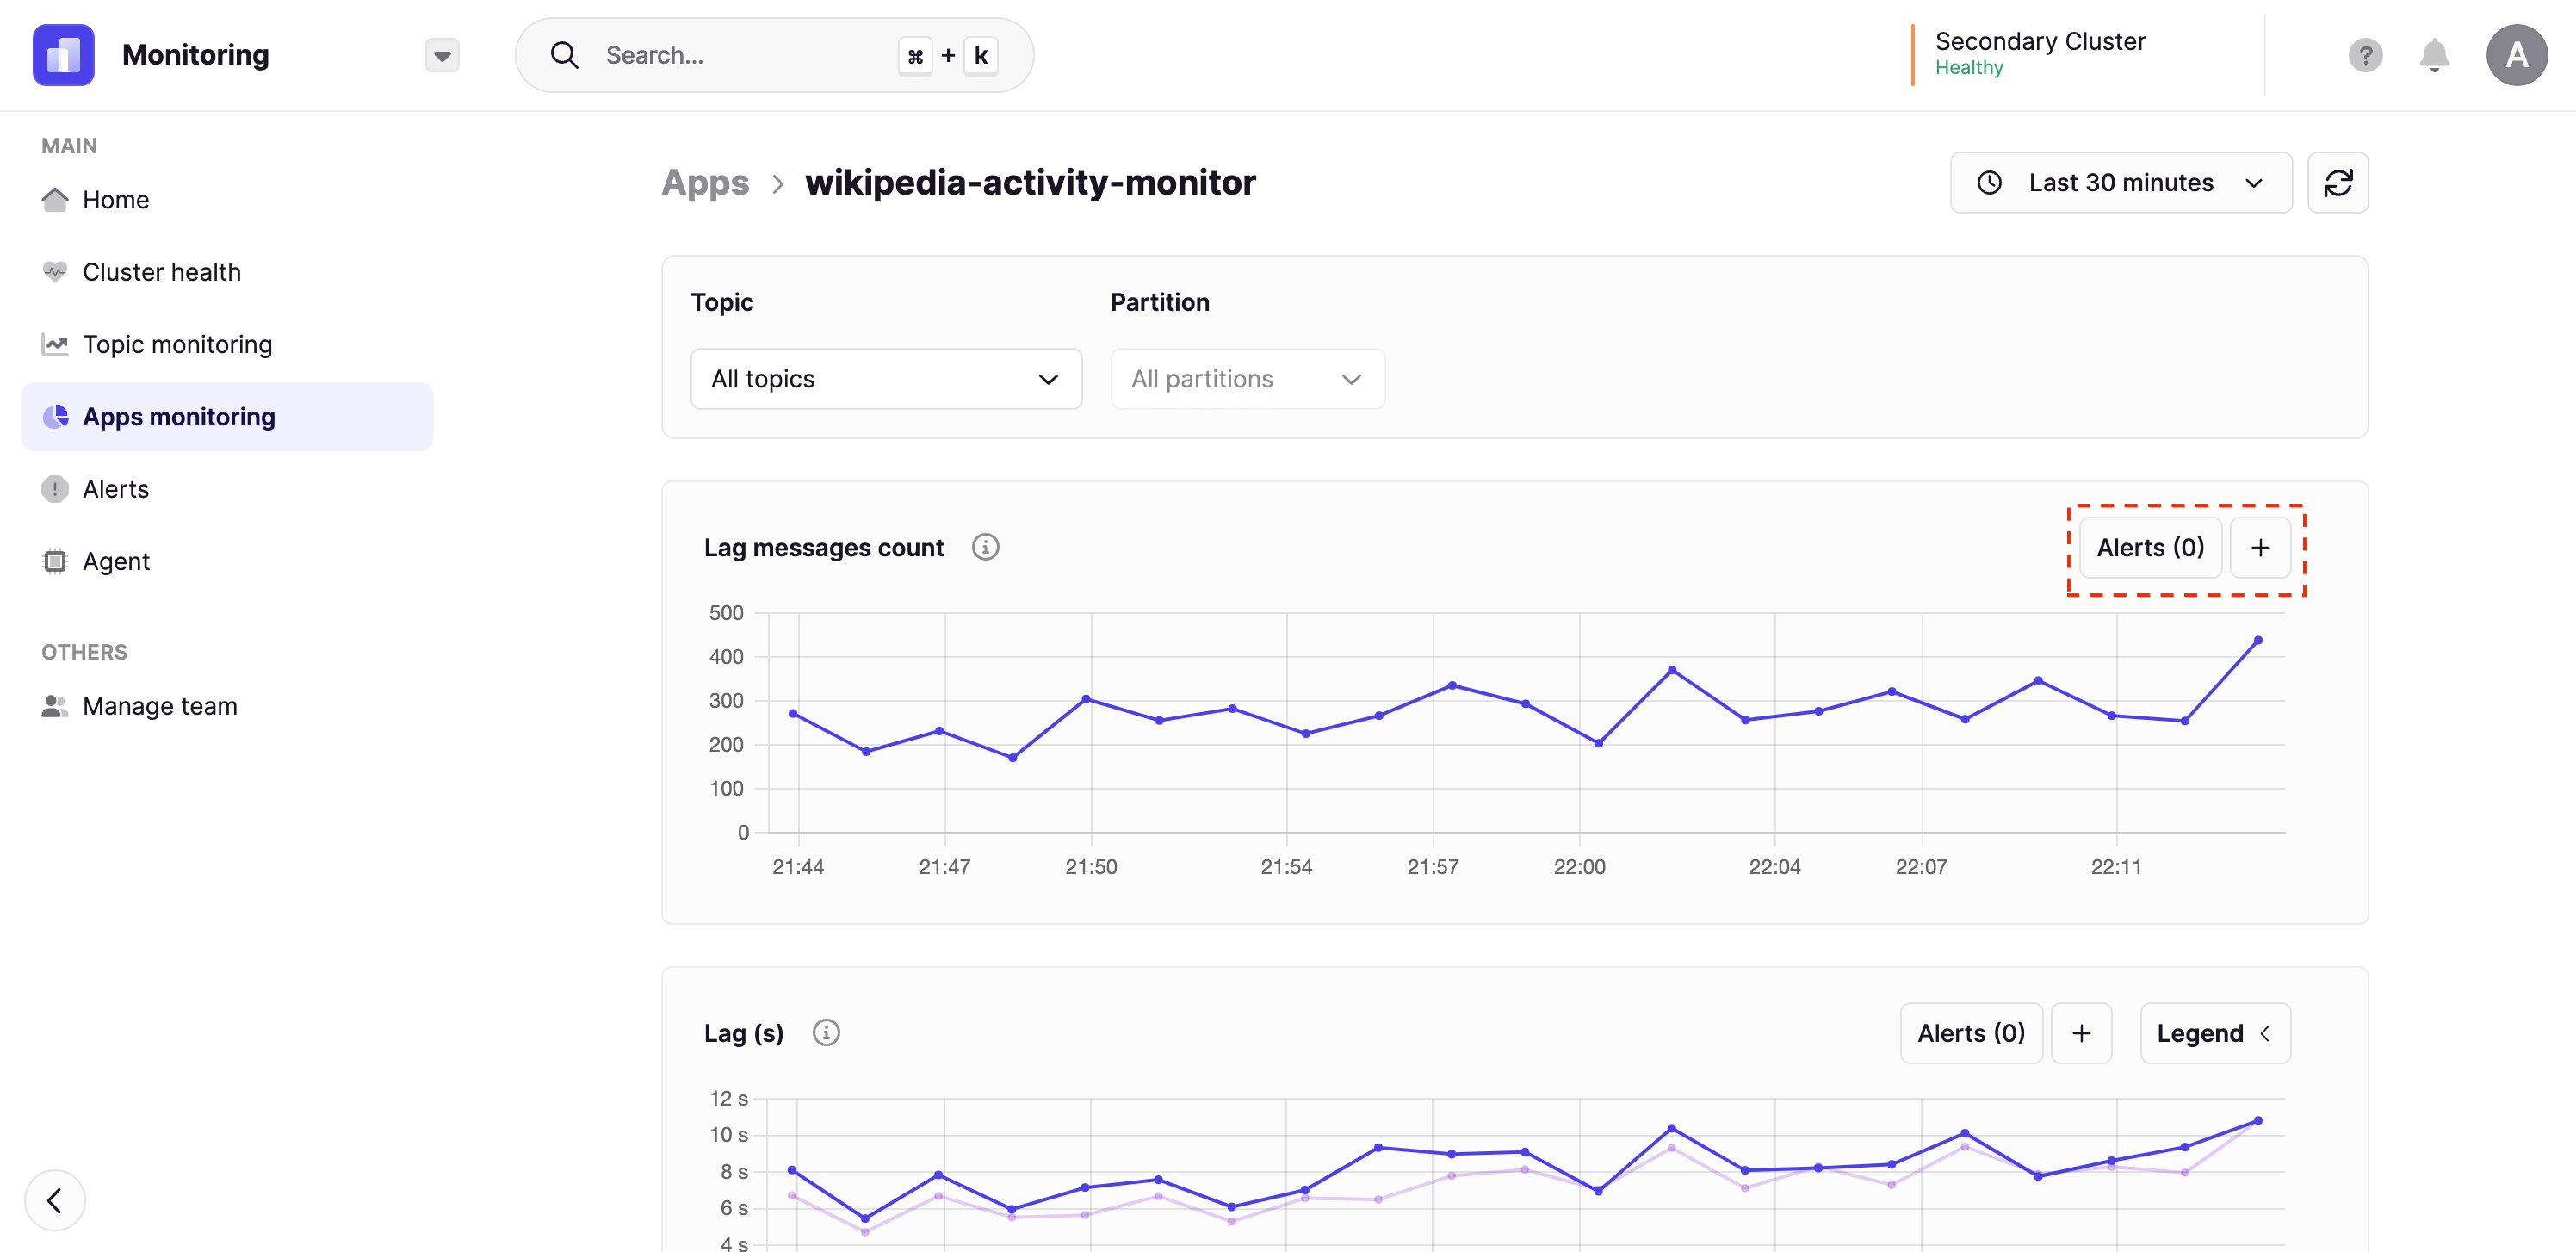 Monitoring
Search...
⌘ + k
Secondary Cluster
Healthy
?
A
MAIN
Home
Cluster health
Topic monitoring
Apps monitoring
Alerts
Agent
OTHERS
Manage team
Apps > wikipedia-activity-monitor
Last 30 minutes
Topic
Partition
All topics
All partitions
Lag messages count
Alerts (0)
+
500
400
300
200
100
0
21:44 21:47 21:50 21:54 21:57 22:00 22:04 22:07 22:11
Lag (s)
Alerts (0)
+
Legend <
12 s
10 s
8 s
6 s
4 s